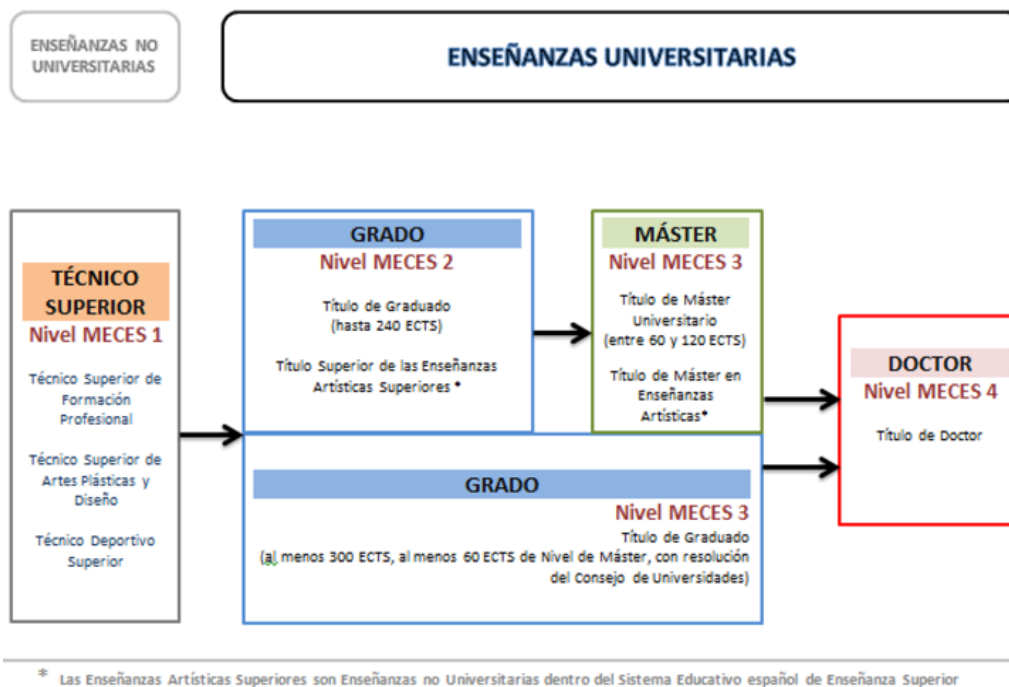 ENSEÑANZAS NO
UNIVERSITARIAS
ENSEÑANZAS UNIVERSITARIAS
TÉCNICO
SUPERIOR
Nivel MECES 1
Técnico Superior de
Formación
Profesional
Técnico Superior de
Artes Plásticas y
Diseño
Técnico Deportivo
Superior
GRADO
Nivel MECES 2
Título de Graduado
(hasta 240 ECTS)
Título Superior de las Enseñanzas
Artísticas Superiores *
MÁSTER
Nivel MECES 3
Título de Máster
Universitario
(entre 60 y 120 ECTS)
Título de Máster en
Enseñanzas
Artísticas*
GRADO
Nivel MECES 3
Título de Graduado
(al menos 300 ECTS, al menos 60 ECTS de Nivel de Máster, con resolución
del Consejo de Universidades)
DOCTOR
Nivel MECES 4
Título de Doctor
* Las Enseñanzas Artísticas Superiores son Enseñanzas no Universitarias dentro del Sistema Educativo español de Enseñanza Superior